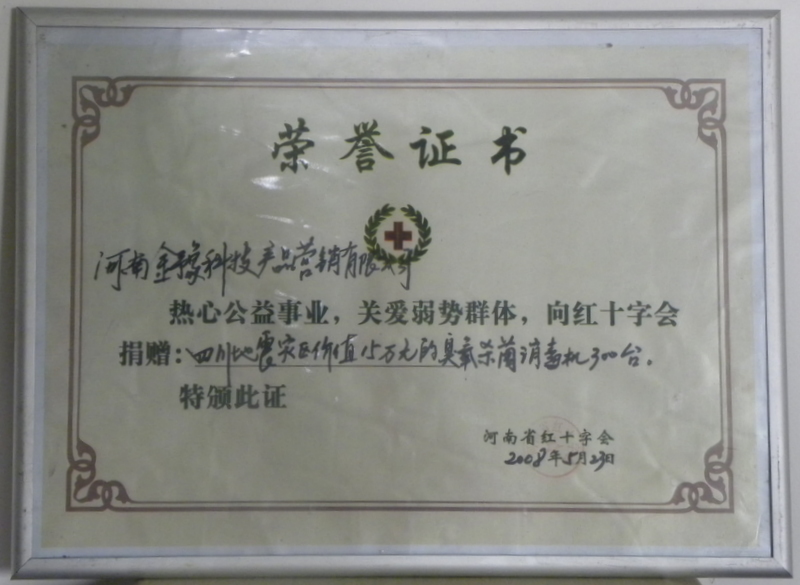 荣誉证书
河南金豫科技产品营销有限公司
热心公益事业，关爱弱势群体，向红十字会
捐赠：四川地震灾区价值15万元的臭氧杀菌消毒机300台。
特颁此证
河南省红十字会
2008年5月23日